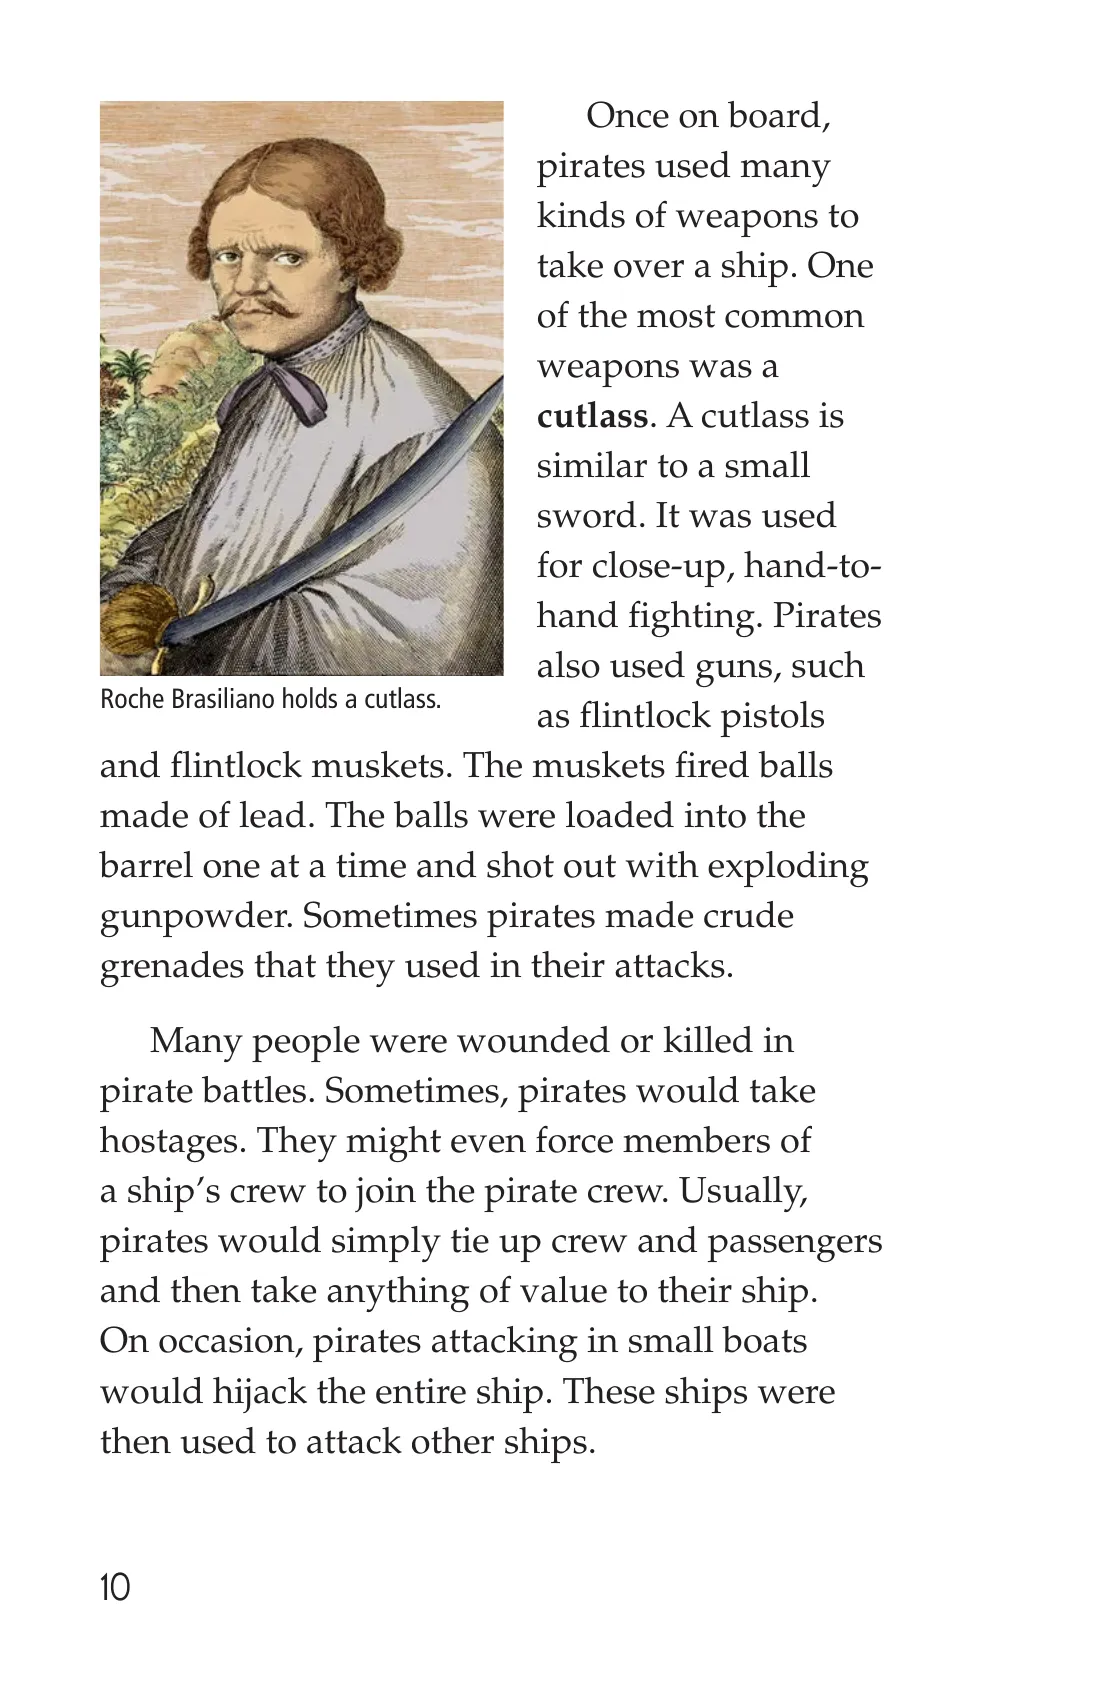 Once on board,
pirates used many
kinds of weapons to
take over a ship. One
of the most common
weapons was a
cutlass. A cutlass is
similar to a small
sword. It was used
for close-up, hand-to-
hand fighting. Pirates
also used guns, such
as flintlock pistols
and flintlock muskets. The muskets fired balls
made of lead. The balls were loaded into the
barrel one at a time and shot out with exploding
gunpowder. Sometimes pirates made crude
grenades that they used in their attacks.
Roche Brasiliano holds a cutlass.
Many people were wounded or killed in
pirate battles. Sometimes, pirates would take
hostages. They might even force members of
a ship’s crew to join the pirate crew. Usually,
pirates would simply tie up crew and passengers
and then take anything of value to their ship.
On occasion, pirates attacking in small boats
would hijack the entire ship. These ships were
then used to attack other ships.
10